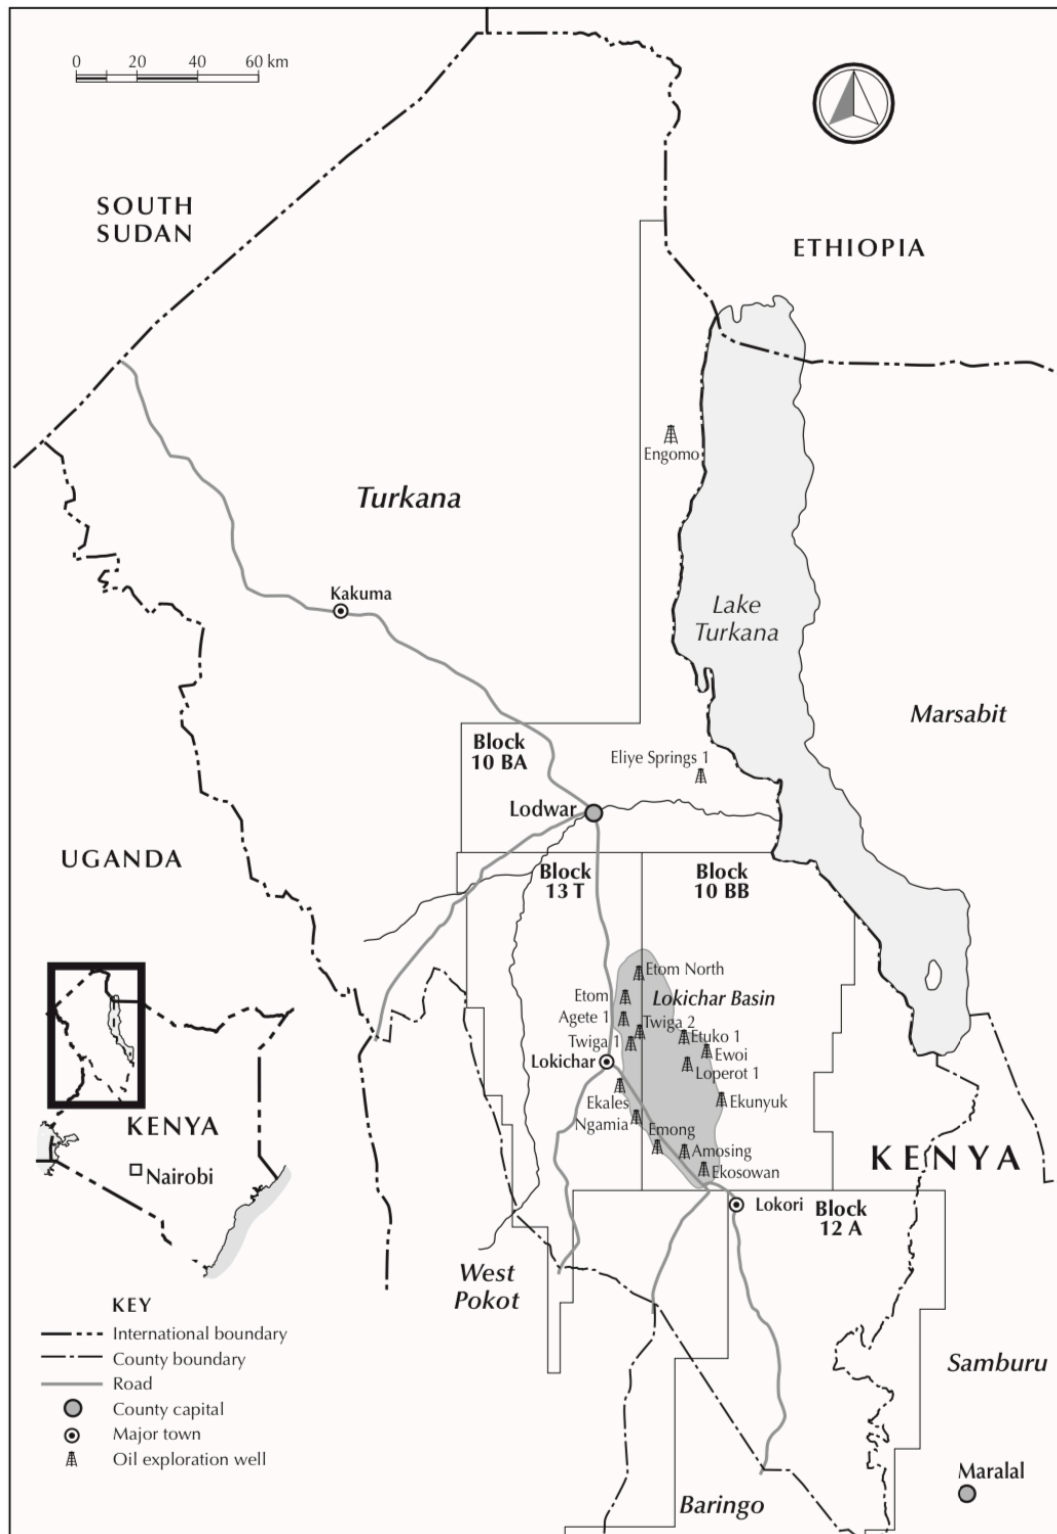 0 20 40 60 km
SOUTH
SUDAN
ETHIOPIA
Engomo
Turkana
Kakuma
Lake
Turkana
Marsabit
Block
10 BA
Eliye Springs 1
Lodwar
UGANDA
Block
13 T
Block
10 BB
Etom North
Etom
Lokichar Basin
Agete 1
Twiga 2
Twiga 1
Etuko 1
Ewoi
Lokichar
Loperot 1
Ekales
Ekunyuk
Ngamia
Emong
Amosing
Ekosowan
KENYA
Lokori
Block
12 A
KENYA
Nairobi
West
Pokot
KEY
International boundary
County boundary
Road
County capital
Major town
Oil exploration well
Samburu
Maralal
Baringo